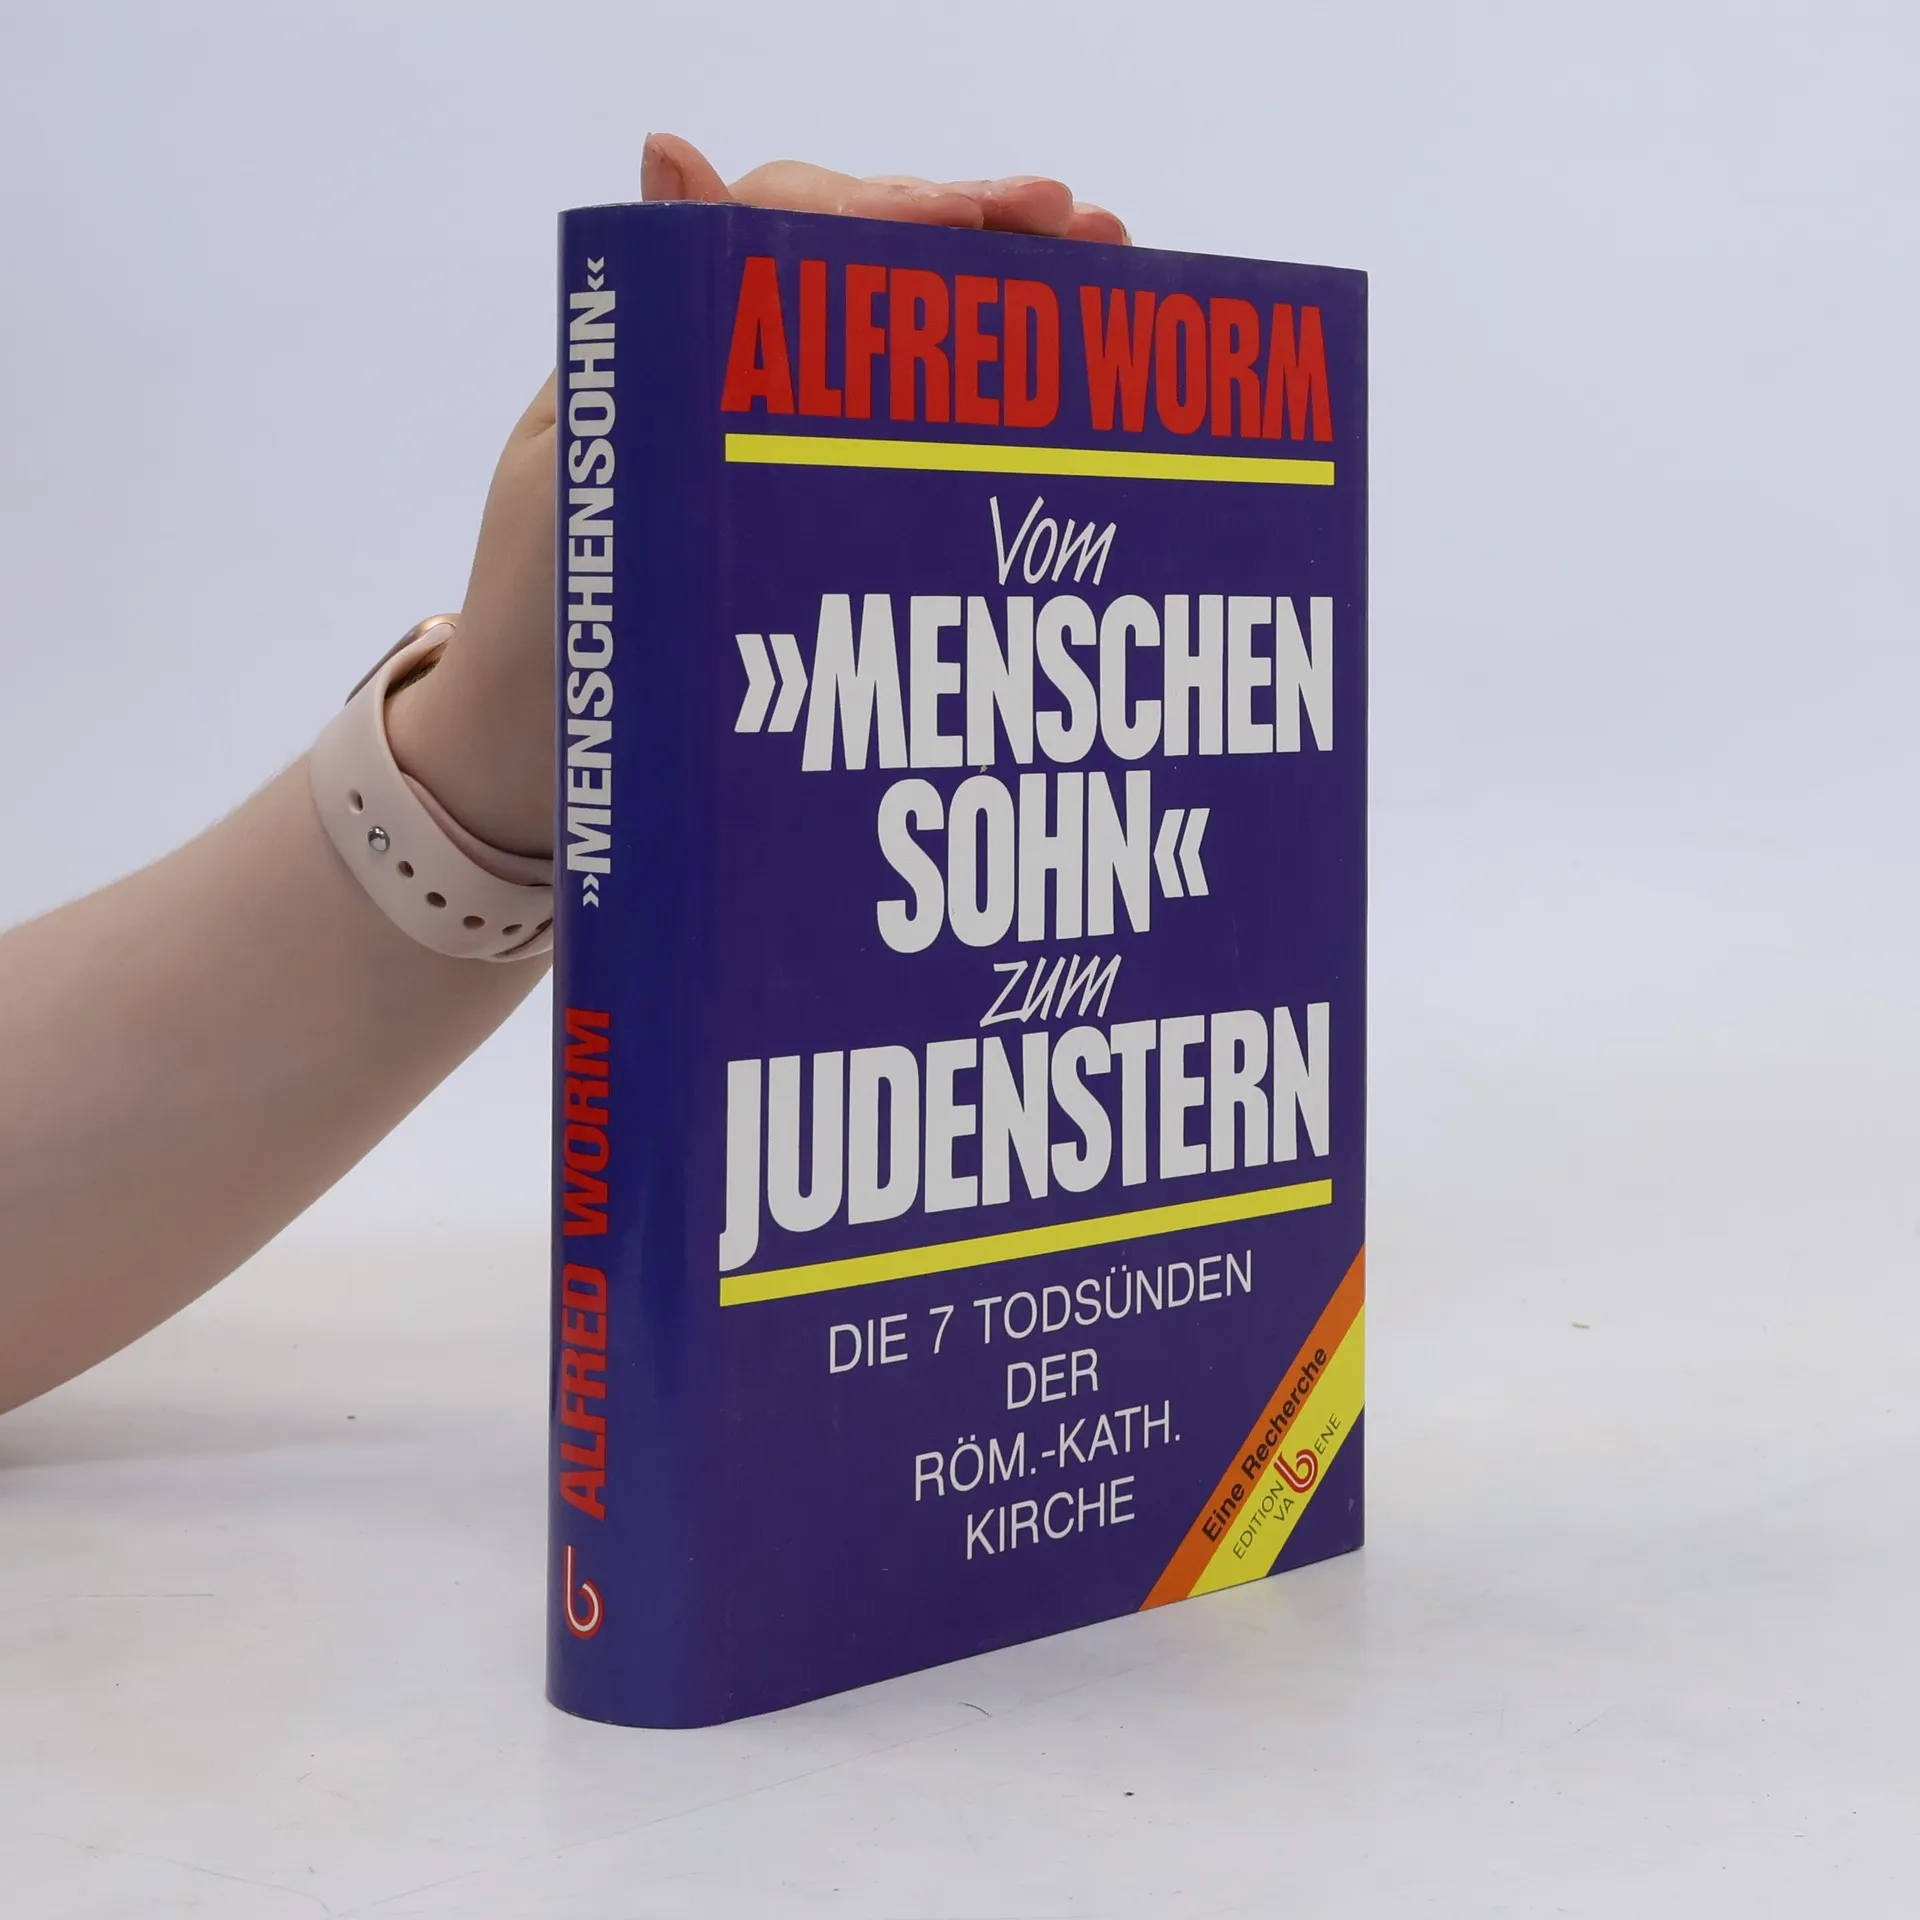 »MENSCHENSOHN«
ALFRED WORM
b
ALFRED WORM
Vom
»MENSCHEN
SOHN«
zum
JUDENSTERN
DIE 7 TODSÜNDEN
DER
RÖM.-KATH.
KIRCHE
Eine Recherche
EDITION
VA b ENE